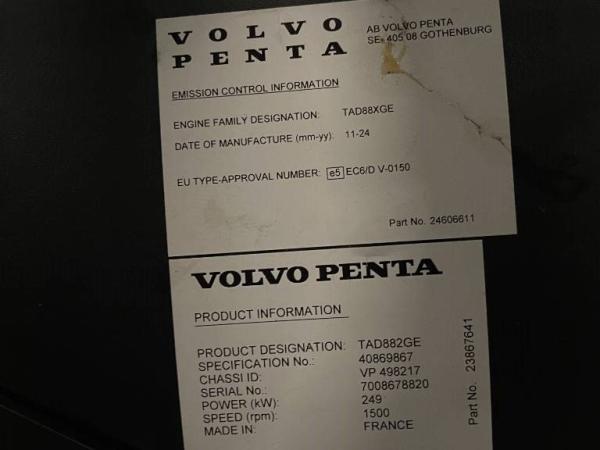 VOLVO
PENTA
AB VOLVO PENTA
SE- 405 08 GOTHENBURG
EMISSION CONTROL INFORMATION
ENGINE FAMILY DESIGNATION: TAD88XGE
DATE OF MANUFACTURE (mm-yy): 11-24
EU TYPE-APPROVAL NUMBER: e5 EC6/D V-0150
Part No. 24606611
VOLVO PENTA
PRODUCT INFORMATION
PRODUCT DESIGNATION: TAD882GE
SPECIFICATION No.: 40869867
CHASSI ID: VP 498217
SERIAL No.: 7008678820
POWER (kW): 249
SPEED (rpm): 1500
MADE IN: FRANCE
Part No. 23867641